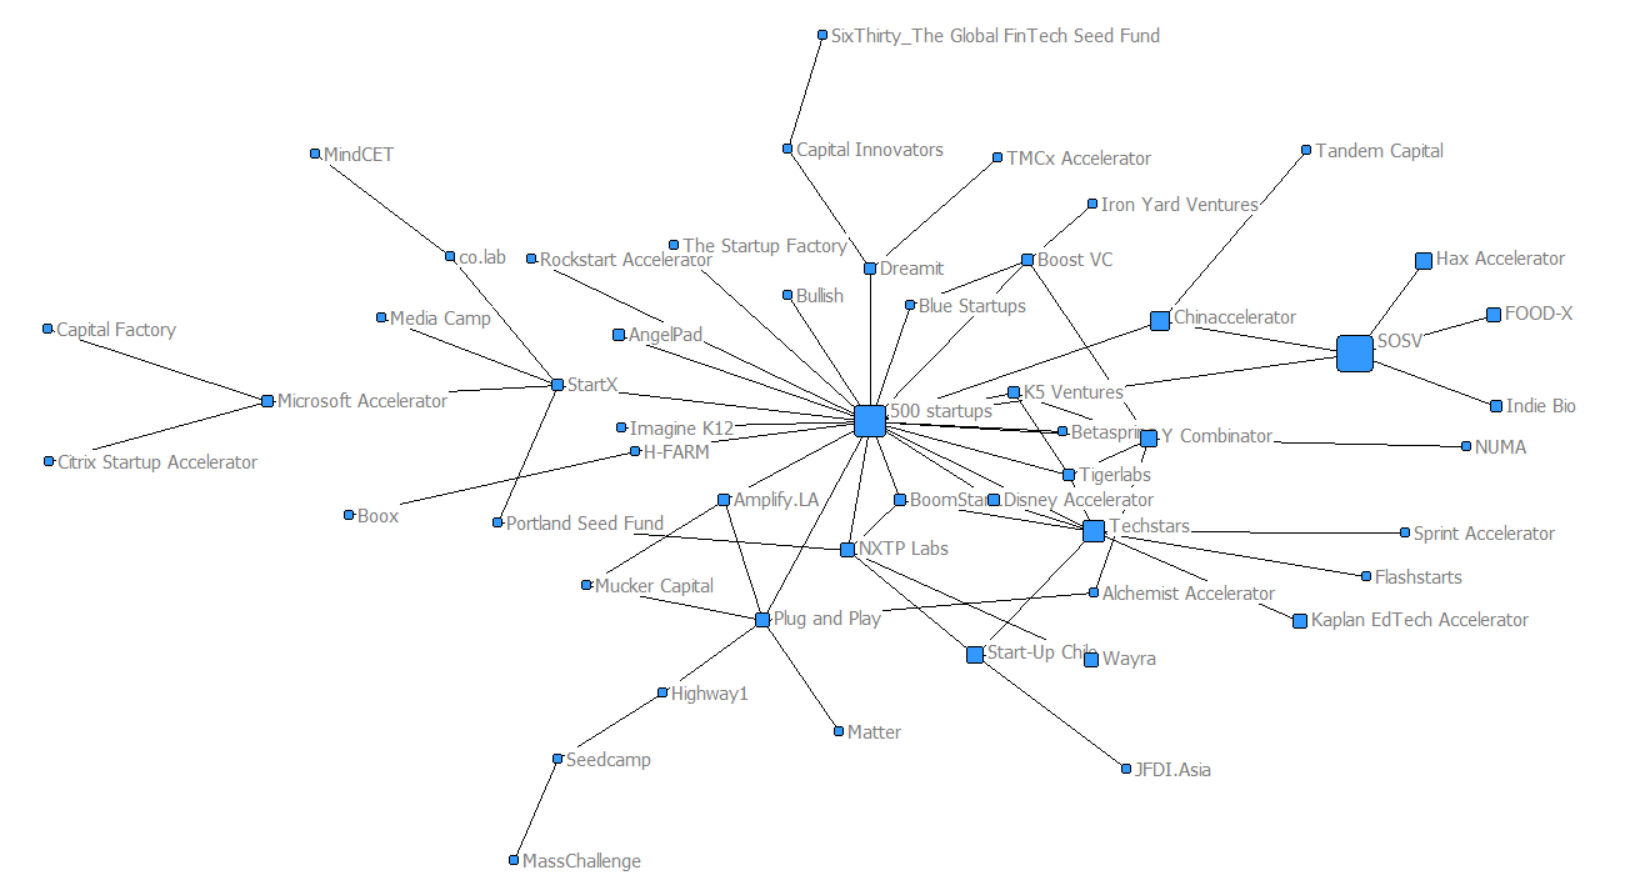 SixThirty_The Global FinTech Seed Fund
MindCET
Capital Innovators
TMCx Accelerator
Tandem Capital
Iron Yard Ventures
The Startup Factory
co.lab
Rockstart Accelerator
Dreamit
Boost VC
Hax Accelerator
Bullish
Blue Startups
Media Camp
Chinaccelerator
FOOD-X
Capital Factory
AngelPad
SOSV
StartX
K5 Ventures
Microsoft Accelerator
500 startups
Indie Bio
Imagine K12
Betaspring
Y Combinator
NUMA
H-FARM
Citrix Startup Accelerator
Tigerlabs
Amplify.LA
Disney Accelerator
Boox
Portland Seed Fund
Techstars
Sprint Accelerator
NXTP Labs
Flashstarts
Mucker Capital
Alchemist Accelerator
Plug and Play
Kaplan EdTech Accelerator
Start-Up Chile
Wayra
Highway1
Matter
Seedcamp
JFDI.Asia
MassChallenge